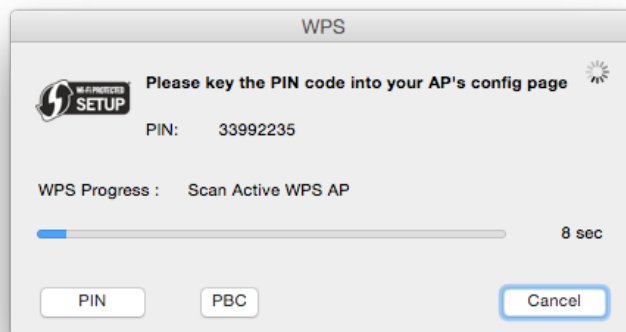 WPS
Please key the PIN code into your AP's config page
WI-FI PROTECTED
SETUP
PIN: 33992235
WPS Progress : Scan Active WPS AP
8 sec
PIN PBC Cancel